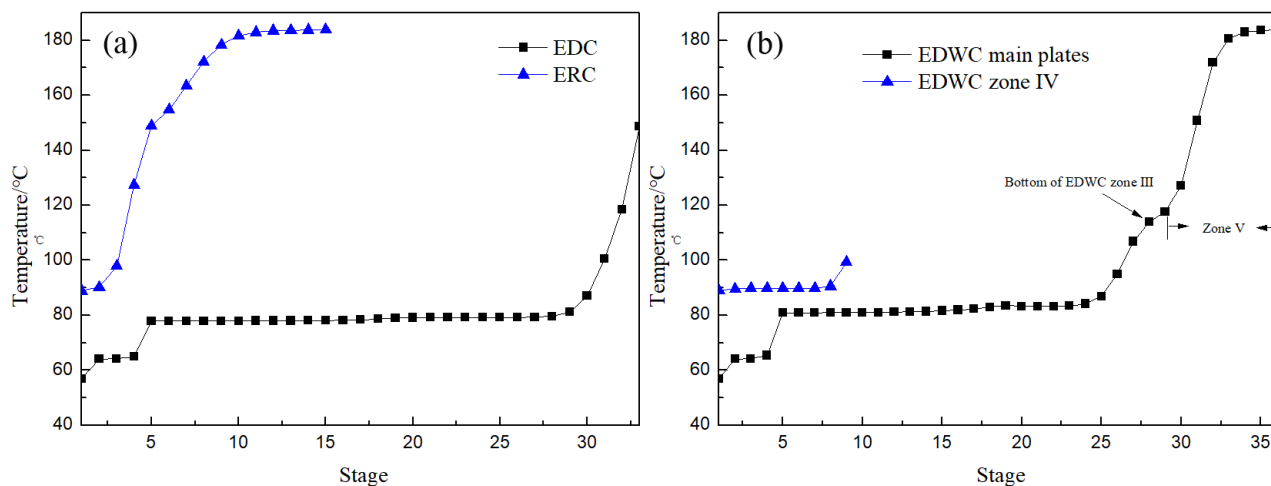 (a)
EDC
ERC
180
160
140
120
100
80
60
40
Temperature/°C
5
10
15
20
25
30
Stage
(b)
EDWC main plates
EDWC zone IV
180
160
140
120
100
80
60
40
Temperature/°C
Bottom of EDWC zone III
Zone V
5
10
15
20
25
30
35
Stage